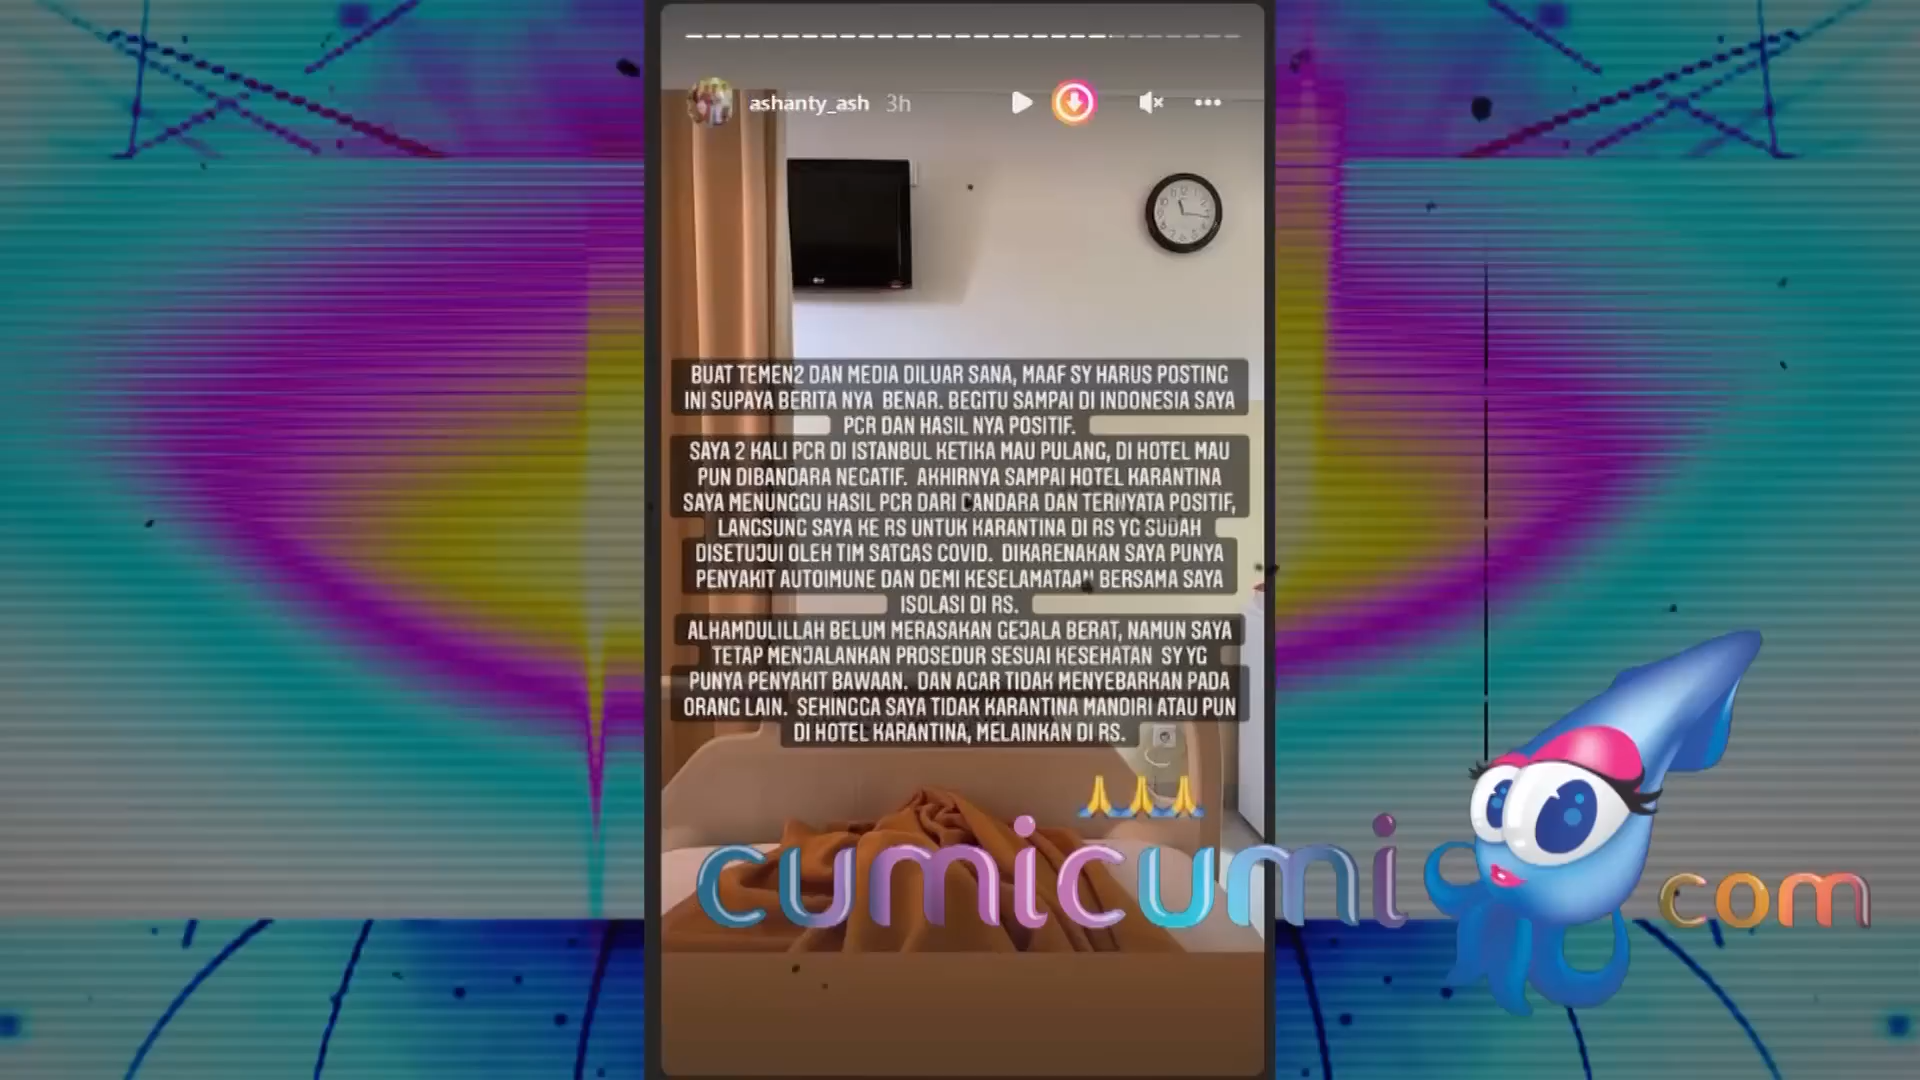 ashanty_ash 3h
BUAT TEMEN2 DAN MEDIA DILUAR SANA, MAAF SY HARUS POSTING
INI SUPAYA BERITA NYA BENAR. BEGITU SAMPAI DI INDONESIA SAYA
PCR DAN HASIL NYA POSITIF.
SAYA 2 KALI PCR DI ISTANBUL KETIKA MAU PULANG, DI HOTEL MAU
PUN DIBANDARA NEGATIF. AKHIRNYA SAMPAI HOTEL KARANTINA
SAYA MENUNGGU HASIL PCR DARI BANDARA DAN TERNYATA POSITIF,
LANGSUNG SAYA KE RS UNTUK KARANTINA DI RS YG SUDAH
DISETUJUI OLEH TIM SATGAS COVID. DIKARENAKAN SAYA PUNYA
PENYAKIT AUTOIMUNE DAN DEMI KESELAMATAAN BERSAMA SAYA
ISOLASI DI RS.
ALHAMDULILLAH BELUM MERASAKAN GEJALA BERAT, NAMUN SAYA
TETAP MENJALANKAN PROSEDUR SESUAI KESEHATAN SY YG
PUNYA PENYAKIT BAWAAN. DAN AGAR TIDAK MENYEBARKAN PADA
ORANG LAIN. SEHINGGA SAYA TIDAK KARANTINA MANDIRI ATAU PUN
DI HOTEL KARANTINA, MELAINKAN DI RS.
cumicumi com